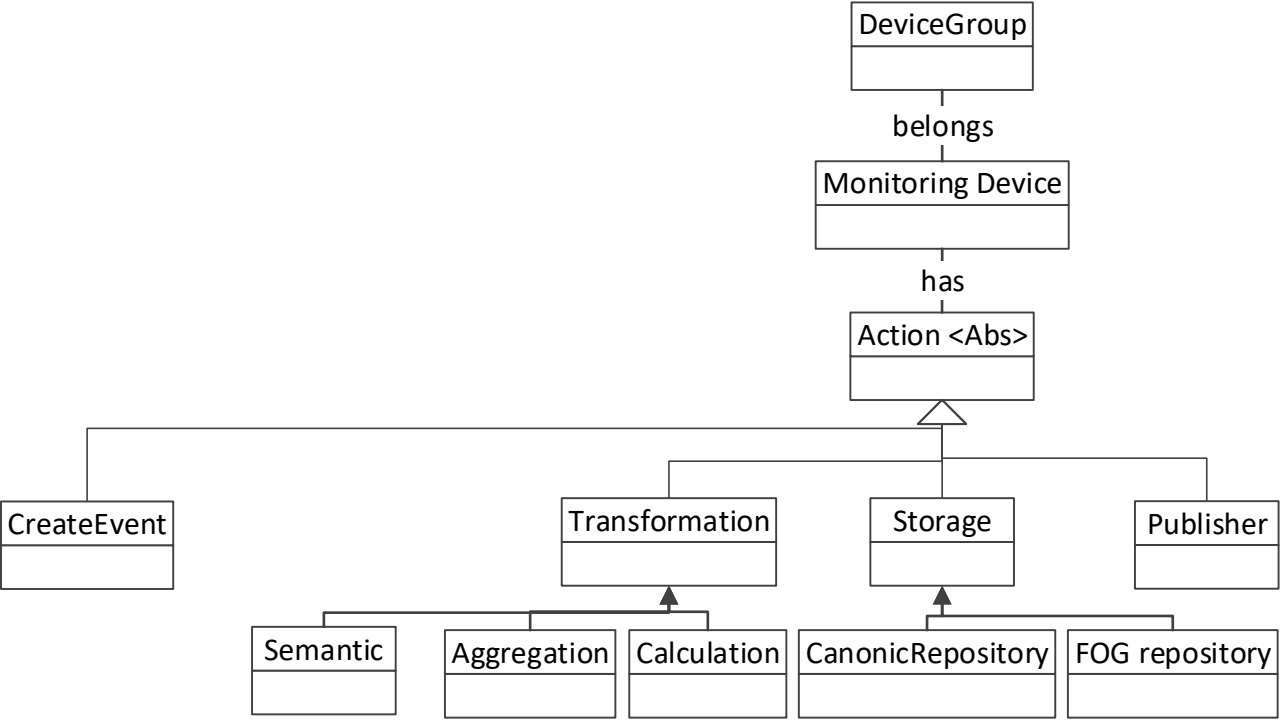 DeviceGroup
belongs
Monitoring Device
has
Action <Abs>
CreateEvent
Transformation
Storage
Publisher
Semantic
Aggregation
Calculation
CanonicRepository
FOG repository